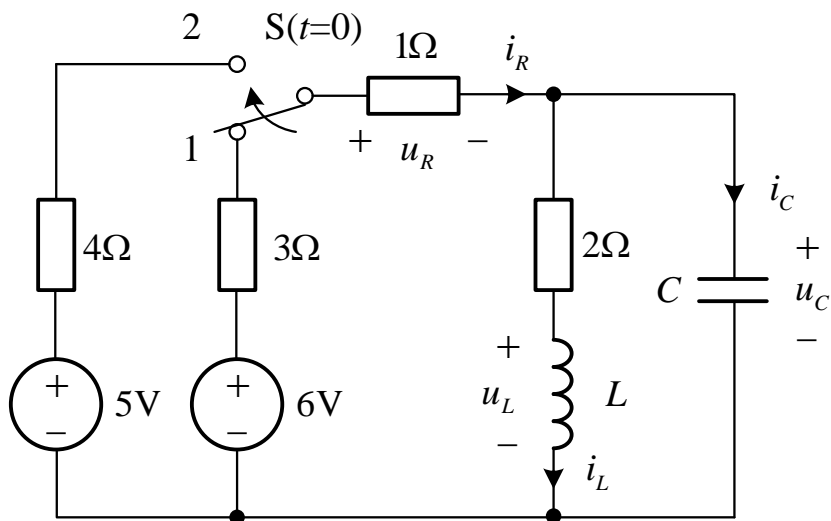 2 S(t=0)
1Ω i_R
1 + u_R −
i_C
4Ω 3Ω 2Ω
C + u_C −
+ − 5V
+ − 6V
+ u_L − L
i_L